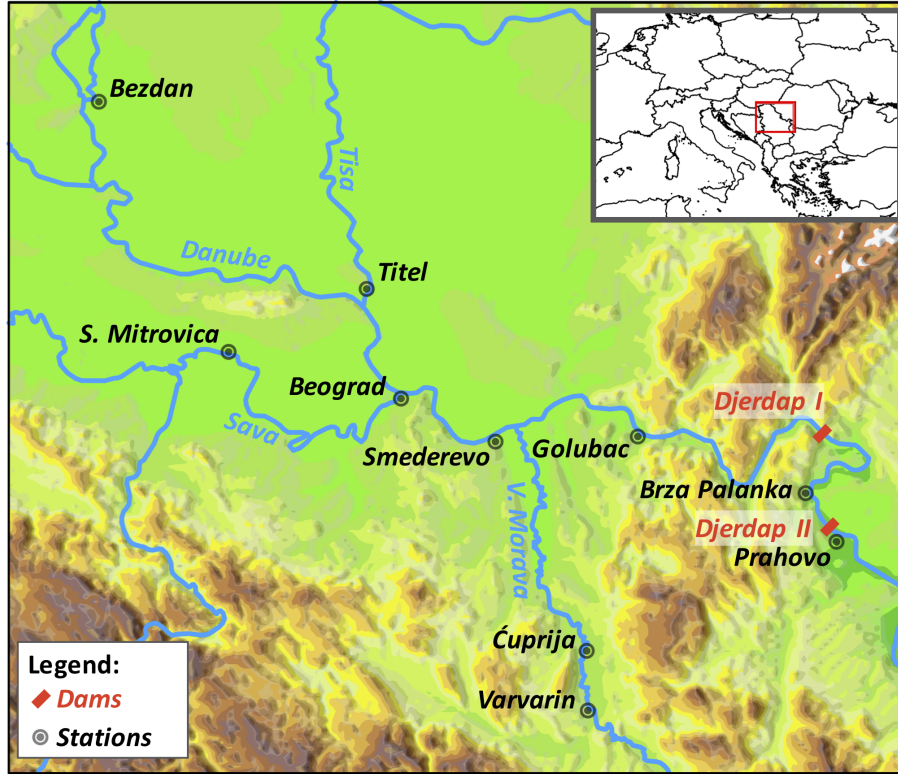 Bezdan
Tisa
Danube
Titel
S. Mitrovica
Beograd
Djerdap I
Sava
Smederevo
Golubac
Brza Palanka
V. Morava
Djerdap II
Prahovo
Ćuprija
Varvarin
Legend:
Dams
Stations